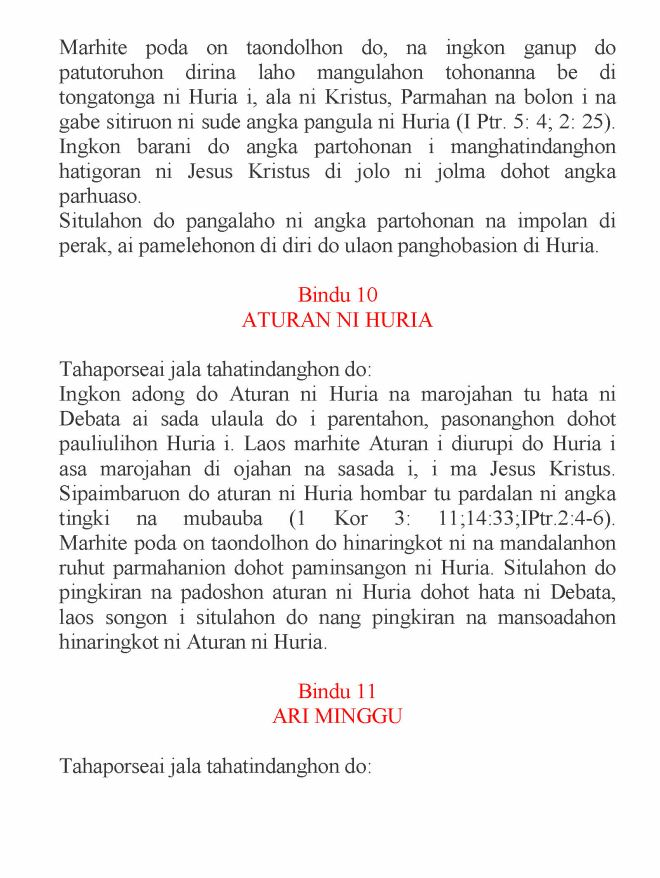 Marhite poda on taondolhon do, na ingkon ganup do
patutoruhon dirina laho mangulahon tohonanna be di
tongatonga ni Huria i, ala ni Kristus, Parmahan na bolon i na
gabe sitiruon ni sude angka pangula ni Huria (I Ptr. 5: 4; 2: 25).
Ingkon barani do angka partohonan i manghatindanghon
hatigoran ni Jesus Kristus di jolo ni jolma dohot angka
parhuaso.
Situlahon do pangalaho ni angka partohonan na impolan di
perak, ai pamelehonon di diri do ulaon panghobasion di Huria.
Bindu 10
ATURAN NI HURIA
Tahaporseai jala tahatindanghon do:
Ingkon adong do Aturan ni Huria na marojahan tu hata ni
Debata ai sada ulaula do i parentahon, pasonanghon dohot
pauliulihon Huria i. Laos marhite Aturan i diurupi do Huria i
asa marojahan di ojahan na sasada i, i ma Jesus Kristus.
Sipaimbaruon do aturan ni Huria hombar tu pardalan ni angka
tingki na mubauba (1 Kor 3: 11;14:33;IPtr.2:4-6).
Marhite poda on taondolhon do hinaringkot ni na mandalanhon
ruhut parmahanion dohot paminsangon ni Huria. Situlahon do
pingkiran na padoshon aturan ni Huria dohot hata ni Debata,
laos songon i situlahon do nang pingkiran na mansoadahon
hinaringkot ni Aturan ni Huria.
Bindu 11
ARI MINGGU
Tahaporseai jala tahatindanghon do: